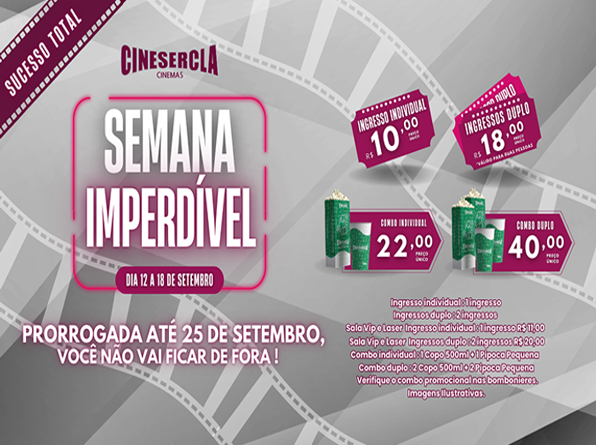 SUCESSO TOTAL
CINESERCLA
CINEMAS
SEMANA
IMPERDÍVEL
DIA 12 A 18 DE SETEMBRO
PRORROGADA ATÉ 25 DE SETEMBRO,
VOCÊ NÃO VAI FICAR DE FORA !
INGRESSO INDIVIDUAL
R$ 10,00
PREÇO
ÚNICO
DUPLO
INGRESSOS DUPLO
R$ 18,00
PREÇO
ÚNICO
*VÁLIDO PARA DUAS PESSOAS
COMBO INDIVIDUAL
22,00
PREÇO
ÚNICO
COMBO DUPLO
40,00
PREÇO
ÚNICO
Ingresso individual : 1 ingresso
Ingressos duplo : 2 ingressos
Sala Vip e Laser Ingresso individual : 1 ingresso R$ 11,00
Sala Vip e Laser Ingressos duplo : 2 ingressos R$ 20,00
Combo individual : 1 Copo 500ml + 1 Pipoca Pequena
Combo duplo : 2 Copo 500ml + 2 Pipoca Pequena
Verifique o combo promocional nas bombonieres.
Imagens Ilustrativas.